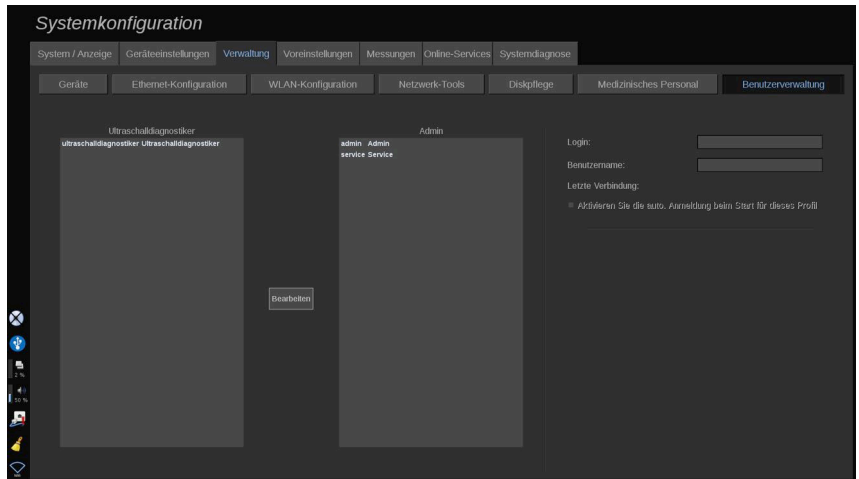 Systemkonfiguration
System / Anzeige Geräteeinstellungen Verwaltung Voreinstellungen Messungen Online-Services Systemdiagnose
Geräte Ethernet-Konfiguration WLAN-Konfiguration Netzwerk-Tools Diskpflege Medizinisches Personal Benutzerverwaltung
Ultraschalldiagnostiker Admin
ultraschalldiagnostiker Ultraschalldiagnostiker admin Admin
service Service
Login:
Benutzername:
Letzte Verbindung:
Aktivieren Sie die auto. Anmeldung beim Start für dieses Profil
Bearbeiten
2 %
50 %